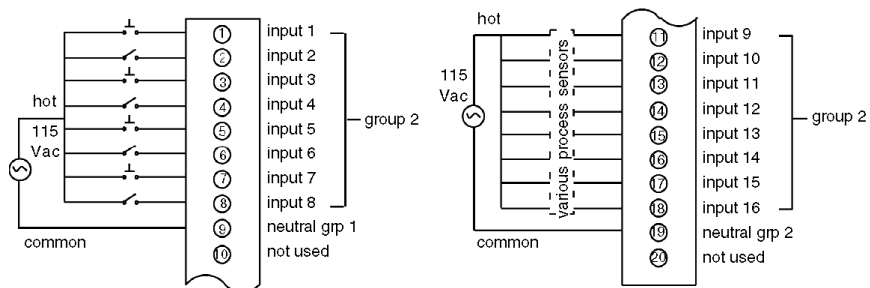 ① input 1
② input 2
③ input 3
④ input 4
⑤ input 5
⑥ input 6
⑦ input 7
⑧ input 8
⑨ neutral grp 1
⑩ not used
group 2
hot
115
Vac
common
hot
115
Vac
common
various process sensors
⑪ input 9
⑫ input 10
⑬ input 11
⑭ input 12
⑮ input 13
⑯ input 14
⑰ input 15
⑱ input 16
⑲ neutral grp 2
⑳ not used
group 2